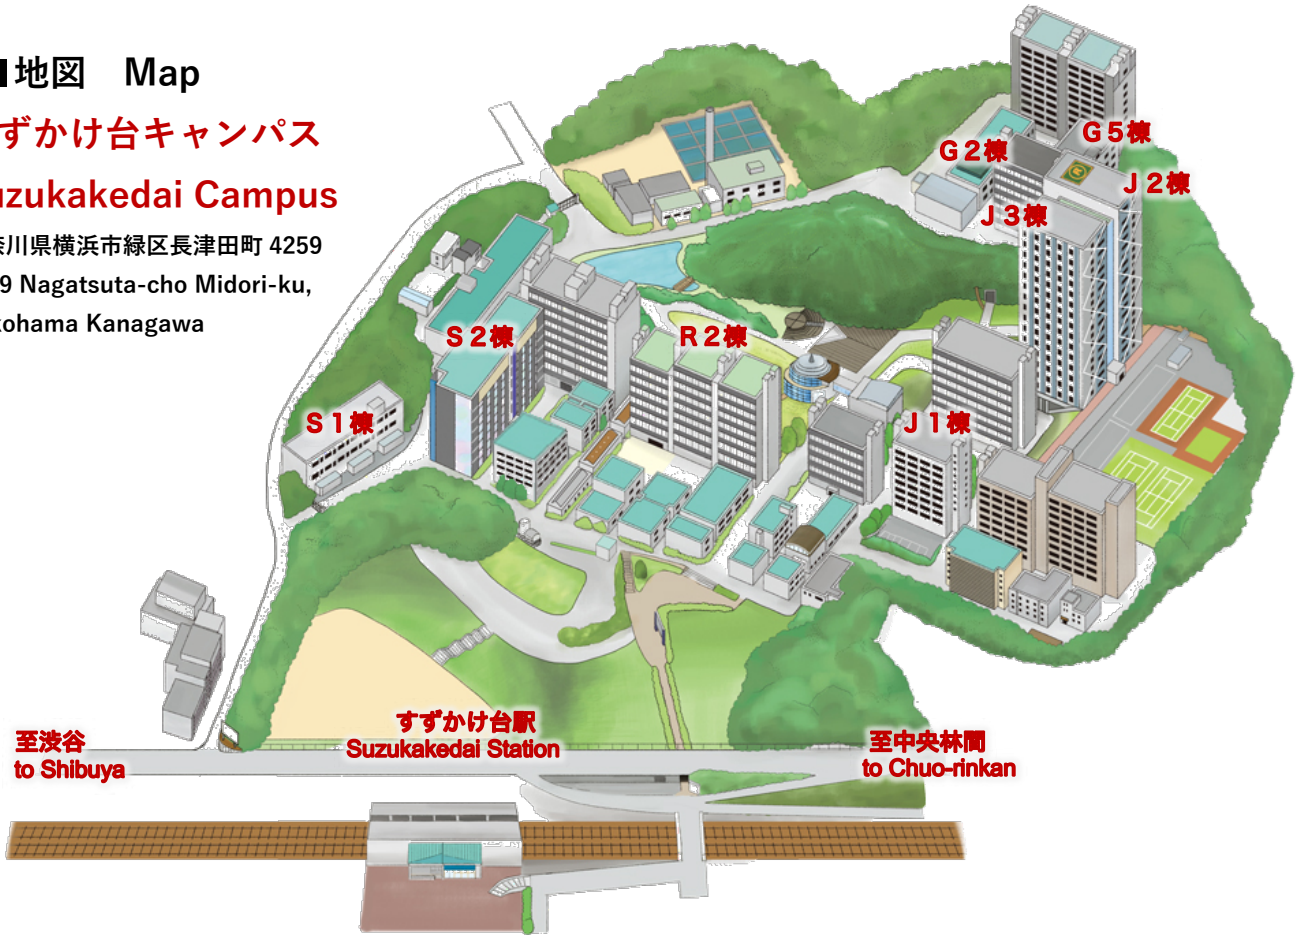 地図　Map
ずかけ台キャンパス
uzukakedai Campus
奈川県横浜市緑区長津田町 4259
9 Nagatsuta-cho Midori-ku,
kohama Kanagawa
G5棟
G2棟
J2棟
J3棟
S2棟
R2棟
S1棟
J1棟
すずかけ台駅
Suzukakedai Station
至渋谷
to Shibuya
至中央林間
to Chuo-rinkan